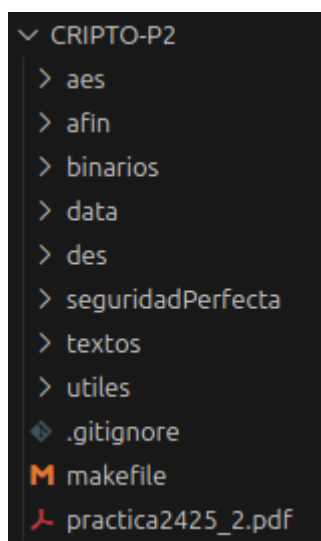 CRIPTO-P2
aes
afin
binarios
data
des
seguridadPerfecta
textos
utiles
.gitignore
M makefile
practica2425_2.pdf